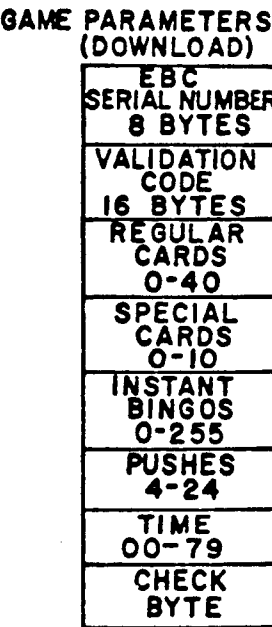 GAME PARAMETERS
(DOWNLOAD)
EBC
SERIAL NUMBER
8 BYTES
VALIDATION
CODE
16 BYTES
REGULAR
CARDS
0-40
SPECIAL
CARDS
0-10
INSTANT
BINGOS
0-255
PUSHES
4-24
TIME
00-79
CHECK
BYTE